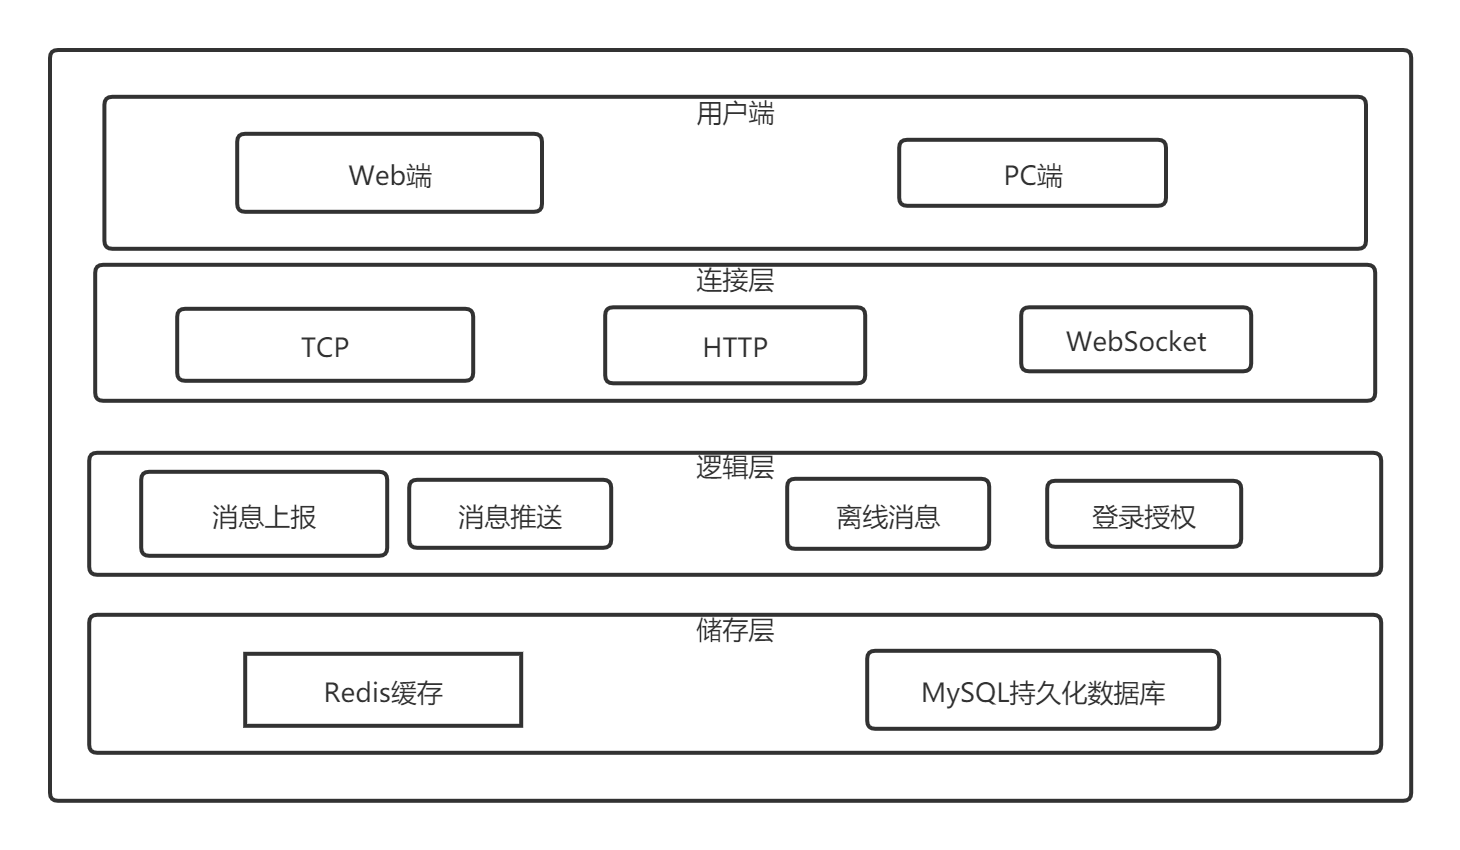 用户端
Web端
PC端
连接层
TCP
HTTP
WebSocket
逻辑层
消息上报
消息推送
离线消息
登录授权
储存层
Redis缓存
MySQL持久化数据库